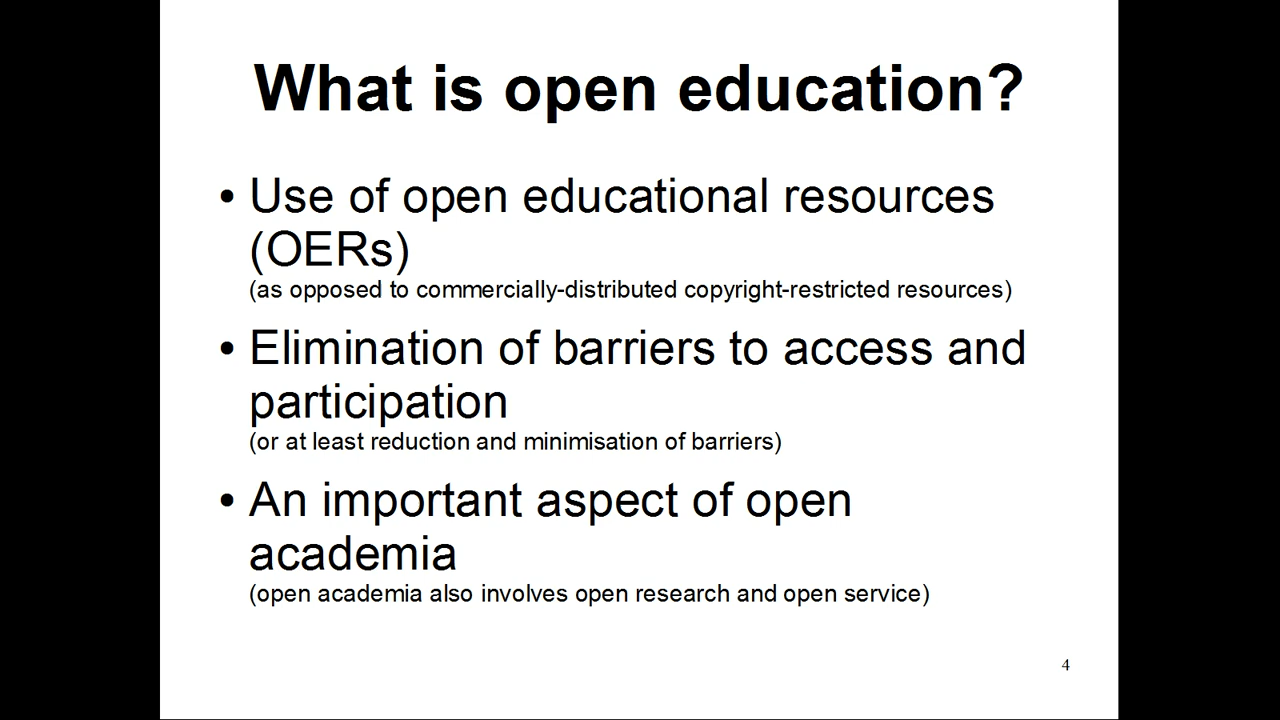 What is open education?
• Use of open educational resources
(OERs)
(as opposed to commercially-distributed copyright-restricted resources)
• Elimination of barriers to access and
participation
(or at least reduction and minimisation of barriers)
• An important aspect of open
academia
(open academia also involves open research and open service)
4